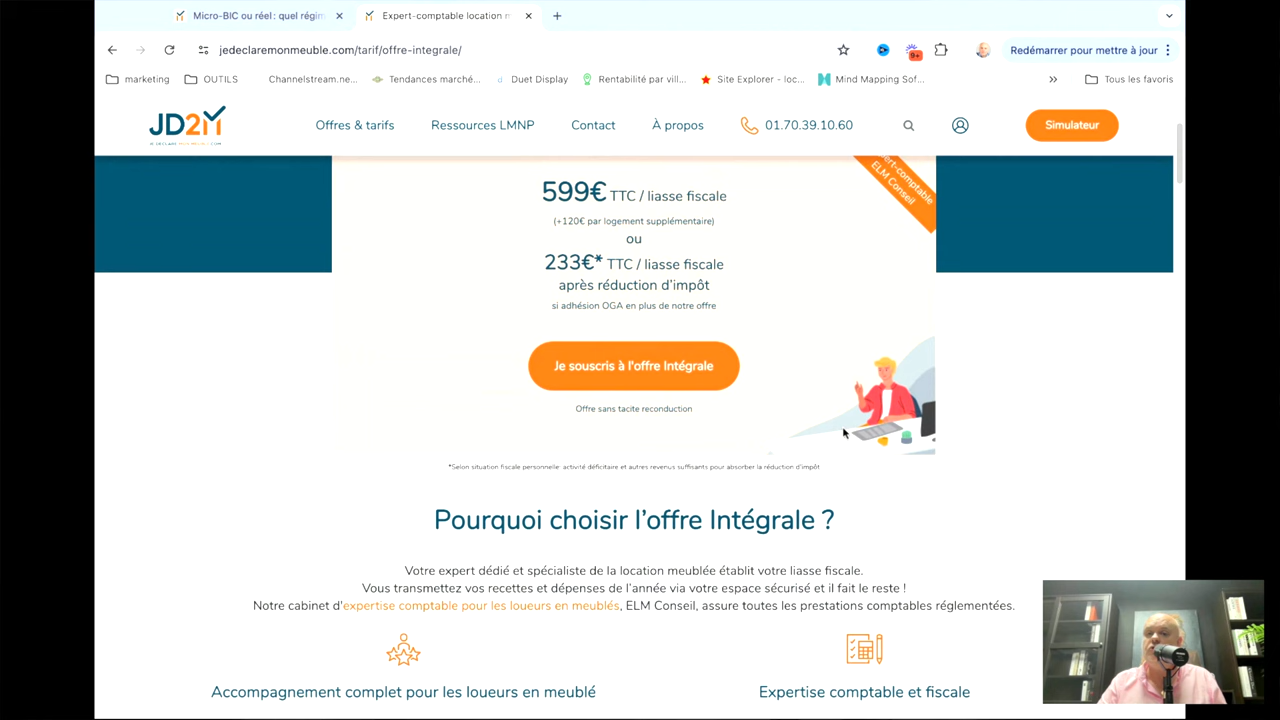 Micro-BIC ou réel : quel régim
Expert-comptable location m
jedeclaremonmeuble.com/tarif/offre-integrale/
9+
Redémarrer pour mettre à jour
marketing
OUTILS
Channelstream.ne...
Tendances marché...
Duet Display
Rentabilité par vill...
Site Explorer - loc...
Mind Mapping Sof...
Tous les favoris
JD2M
JE DECLARE MON MEUBLE.COM
Offres & tarifs
Ressources LMNP
Contact
À propos
01.70.39.10.60
Simulateur
ert-comptable
ELM Conseil
599€ TTC / liasse fiscale
(+120€ par logement supplémentaire)
ou
233€* TTC / liasse fiscale
après réduction d'impôt
si adhésion OGA en plus de notre offre
Je souscris à l'offre Intégrale
Offre sans tacite reconduction
*Selon situation fiscale personnelle: activité déficitaire et autres revenus suffisants pour absorber la réduction d'impôt
Pourquoi choisir l'offre Intégrale ?
Votre expert dédié et spécialiste de la location meublée établit votre liasse fiscale.
Vous transmettez vos recettes et dépenses de l'année via votre espace sécurisé et il fait le reste !
Notre cabinet d'expertise comptable pour les loueurs en meublés, ELM Conseil, assure toutes les prestations comptables réglementées.
Accompagnement complet pour les loueurs en meublé
Expertise comptable et fiscale